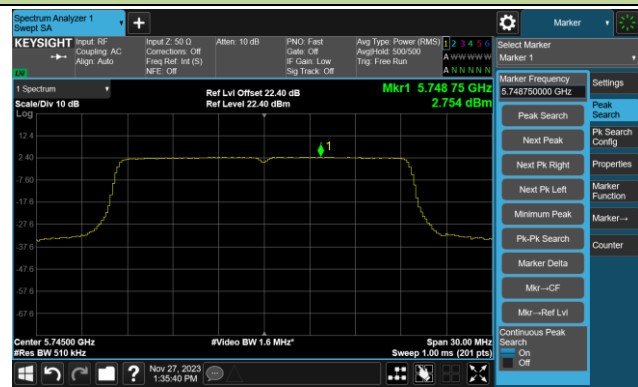 Spectrum Analyzer 1
Swept SA
+
Marker
KEYSIGHT
Input: RF
Coupling: AC
Align: Auto
Input Z: 50 Ω
Corrections: Off
Freq Ref: Int (S)
NFE: Off
Atten: 10 dB
PNO: Fast
Gate: Off
IF Gain: Low
Sig Track: Off
Avg Type: Power (RMS)
Avg|Hold: 500/500
Trig: Free Run
1 2 3 4 5 6
A W W W W W
A N N N N N
LXI
Select Marker
Marker 1
1 Spectrum
Scale/Div 10 dB
Log
Ref Lvl Offset 22.40 dB
Ref Level 22.40 dBm
Mkr1 5.748 75 GHz
2.754 dBm
Marker Frequency
5.748750000 GHz
Peak Search
Next Peak
Next Pk Right
Next Pk Left
Minimum Peak
Pk-Pk Search
Marker Delta
Mkr→CF
Mkr→Ref Lvl
Continuous Peak
Search
On
Off
Settings
Peak
Search
Pk Search
Config
Properties
Marker
Function
Marker→
Counter
12.4
2.40
-7.60
-17.6
-27.6
-37.6
-47.6
-57.6
-67.6
1
Center 5.74500 GHz
#Res BW 510 kHz
#Video BW 1.6 MHz*
Span 30.00 MHz
Sweep 1.00 ms (201 pts)
?
Nov 27, 2023
1:35:40 PM